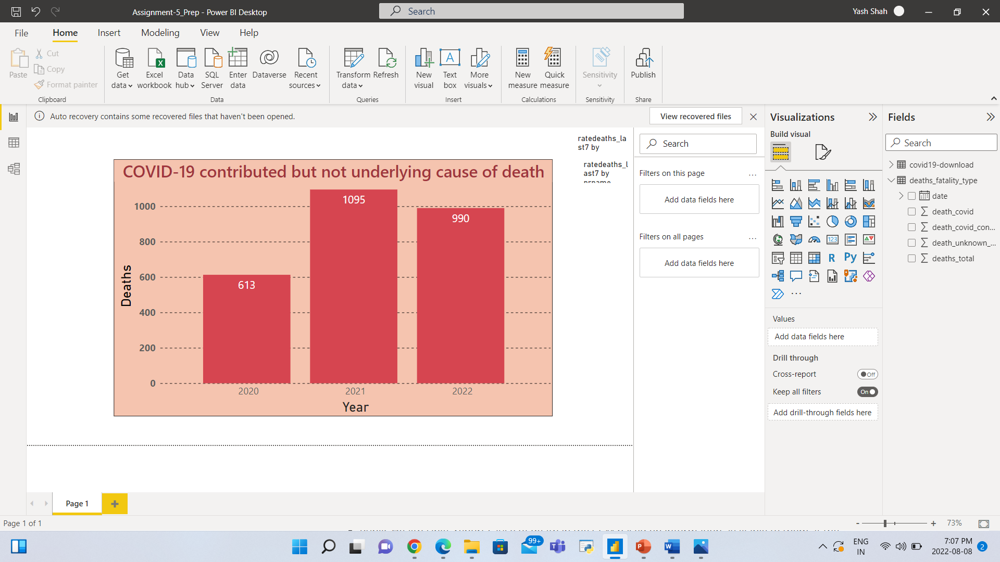 Assignment-5_Prep - Power BI Desktop
Search
Yash Shah
File Home Insert Modeling View Help
Paste
Cut
Copy
Format painter
Clipboard
Get data
Excel workbook
Data hub
SQL Server
Enter data
Dataverse
Recent sources
Data
Transform data
Refresh
Queries
New visual
Text box
More visuals
Insert
New measure
Quick measure
Calculations
Sensitivity
Sensitivity
Publish
Share
Auto recovery contains some recovered files that haven't been opened.
View recovered files
ratedeaths_la
st7 by
ratedeaths_l
ast7 by
prname
COVID-19 contributed but not underlying cause of death
Deaths
1000
800
600
400
200
0
613
1095
990
2020 2021 2022
Year
Search
Filters on this page
...
Add data fields here
Filters on all pages
...
Add data fields here
Visualizations
Build visual
123
R
Py
...
Values
Add data fields here
Drill through
Cross-report
Off
Keep all filters
On
Add drill-through fields here
Fields
Search
covid19-download
deaths_fatality_type
date
death_covid
death_covid_con...
death_unknown_...
deaths_total
Page 1
Page 1 of 1
- + 73%
99+
ENG
IN
7:07 PM
2022-08-08
2